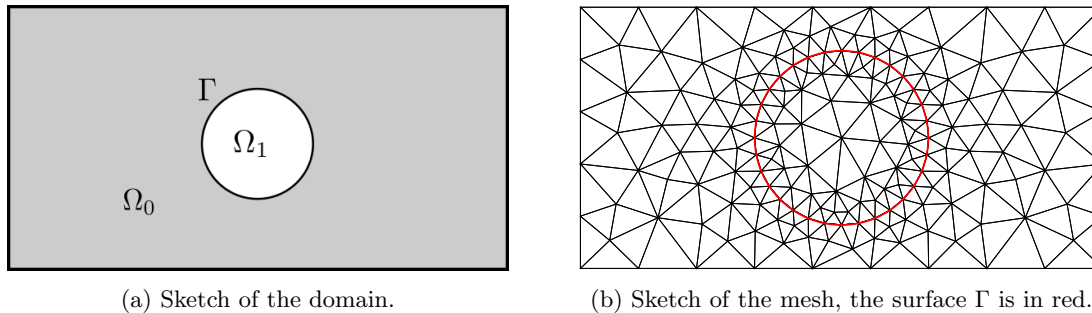 Γ
Ω₁
Ω₀
(a) Sketch of the domain.
(b) Sketch of the mesh, the surface Γ is in red.